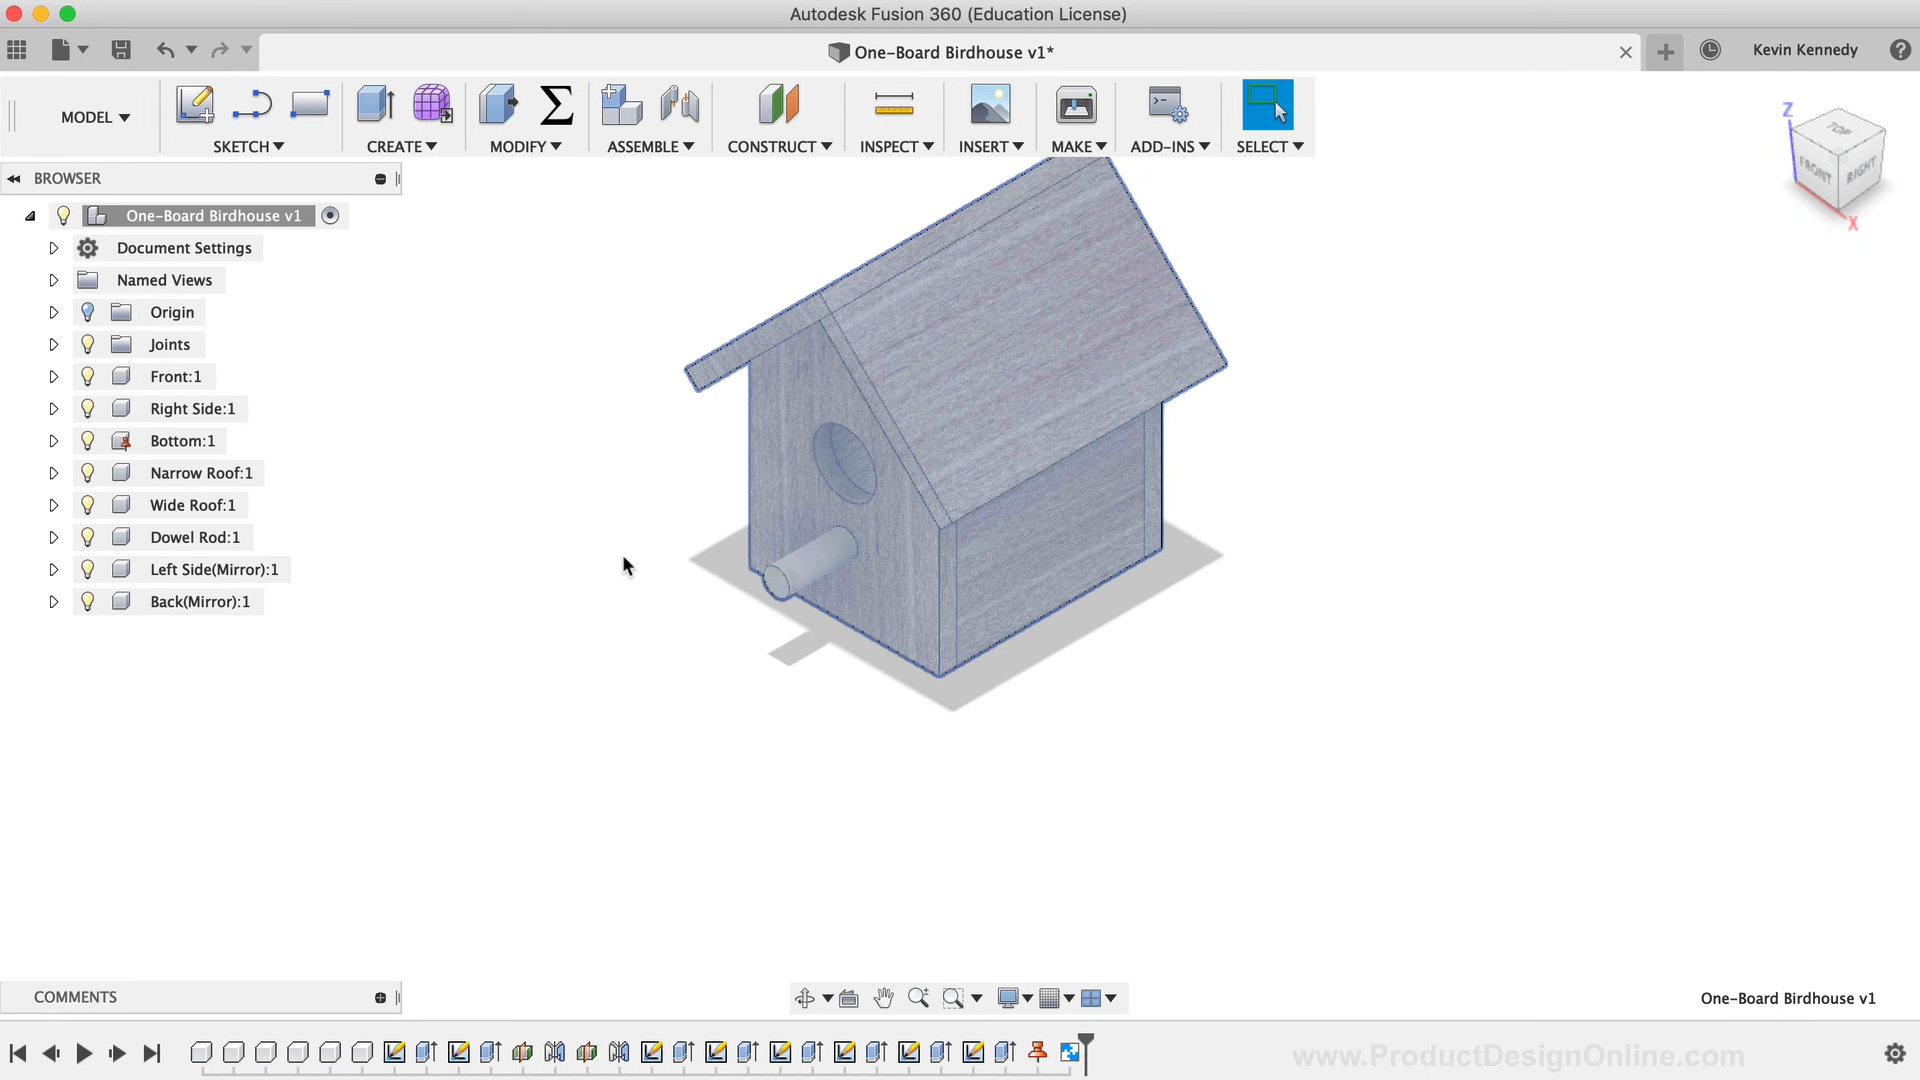 Autodesk Fusion 360 (Education License)
One-Board Birdhouse v1*
Kevin Kennedy
MODEL
SKETCH
CREATE
MODIFY
ASSEMBLE
CONSTRUCT
INSPECT
INSERT
MAKE
ADD-INS
SELECT
Z
TOP
FRONT
RIGHT
X
BROWSER
One-Board Birdhouse v1
Document Settings
Named Views
Origin
Joints
Front:1
Right Side:1
Bottom:1
Narrow Roof:1
Wide Roof:1
Dowel Rod:1
Left Side(Mirror):1
Back(Mirror):1
COMMENTS
One-Board Birdhouse v1
www.ProductDesignOnline.com